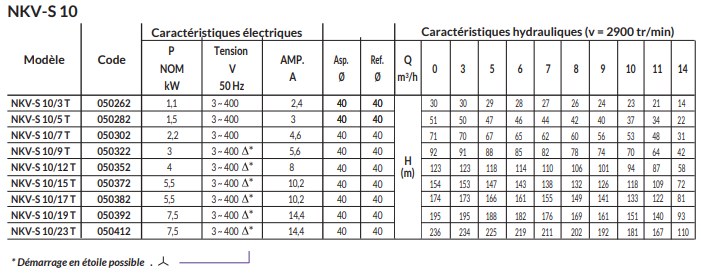 NKV-S 10
Modèle Code Caractéristiques électriques Caractéristiques hydrauliques (v = 2900 tr/min)
P NOM kW Tension V 50 Hz AMP. A Asp. Ø Ref. Ø Q m³/h 0 3 5 6 7 8 9 10 11 14
NKV-S 10/3 T 050262 1,1 3 ~ 400 2,4 40 40 H (m) 30 30 29 28 27 26 24 23 21 14
NKV-S 10/5 T 050282 1,5 3 ~ 400 3 40 40 51 50 47 46 44 42 40 37 34 22
NKV-S 10/7 T 050302 2,2 3 ~ 400 4,6 40 40 71 70 67 65 62 60 56 53 48 31
NKV-S 10/9 T 050322 3 3 ~ 400 Δ* 5,6 40 40 92 91 88 85 82 78 74 70 64 42
NKV-S 10/12 T 050352 4 3 ~ 400 Δ* 8 40 40 123 123 118 114 110 106 101 94 87 58
NKV-S 10/15 T 050372 5,5 3 ~ 400 Δ* 10,2 40 40 154 153 147 143 138 132 126 118 109 72
NKV-S 10/17 T 050382 5,5 3 ~ 400 Δ* 10,2 40 40 174 173 166 161 155 149 141 133 122 81
NKV-S 10/19 T 050392 7,5 3 ~ 400 Δ* 14,4 40 40 195 195 188 182 176 169 161 151 140 93
NKV-S 10/23 T 050412 7,5 3 ~ 400 Δ* 14,4 40 40 236 234 225 219 211 202 192 181 167 110
* Démarrage en étoile possible .